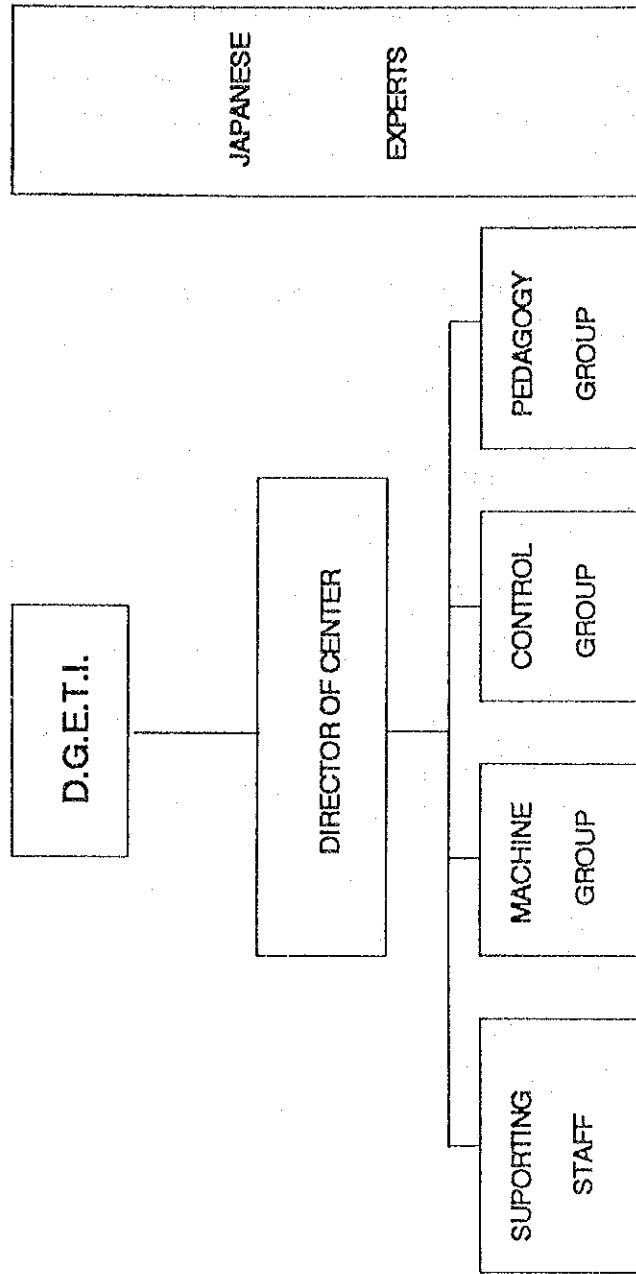 D.G.E.T.I.
DIRECTOR OF CENTER
SUPORTING
STAFF
MACHINE
GROUP
CONTROL
GROUP
PEDAGOGY
GROUP
JAPANESE
EXPERTS